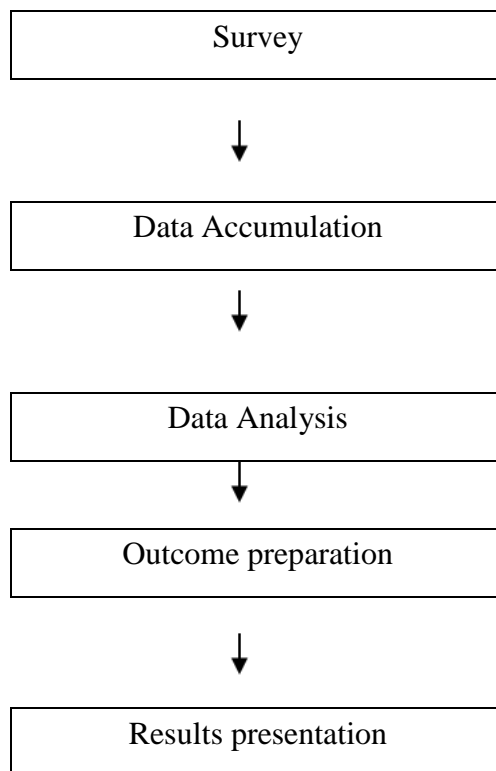 Survey
Data Accumulation
Data Analysis
Outcome preparation
Results presentation